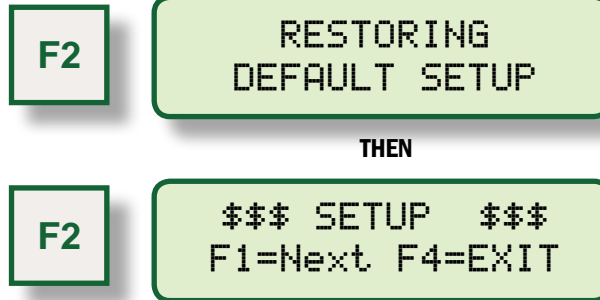 F2
RESTORING
DEFAULT SETUP
THEN
F2
$$$ SETUP  $$$
F1=Next F4=EXIT